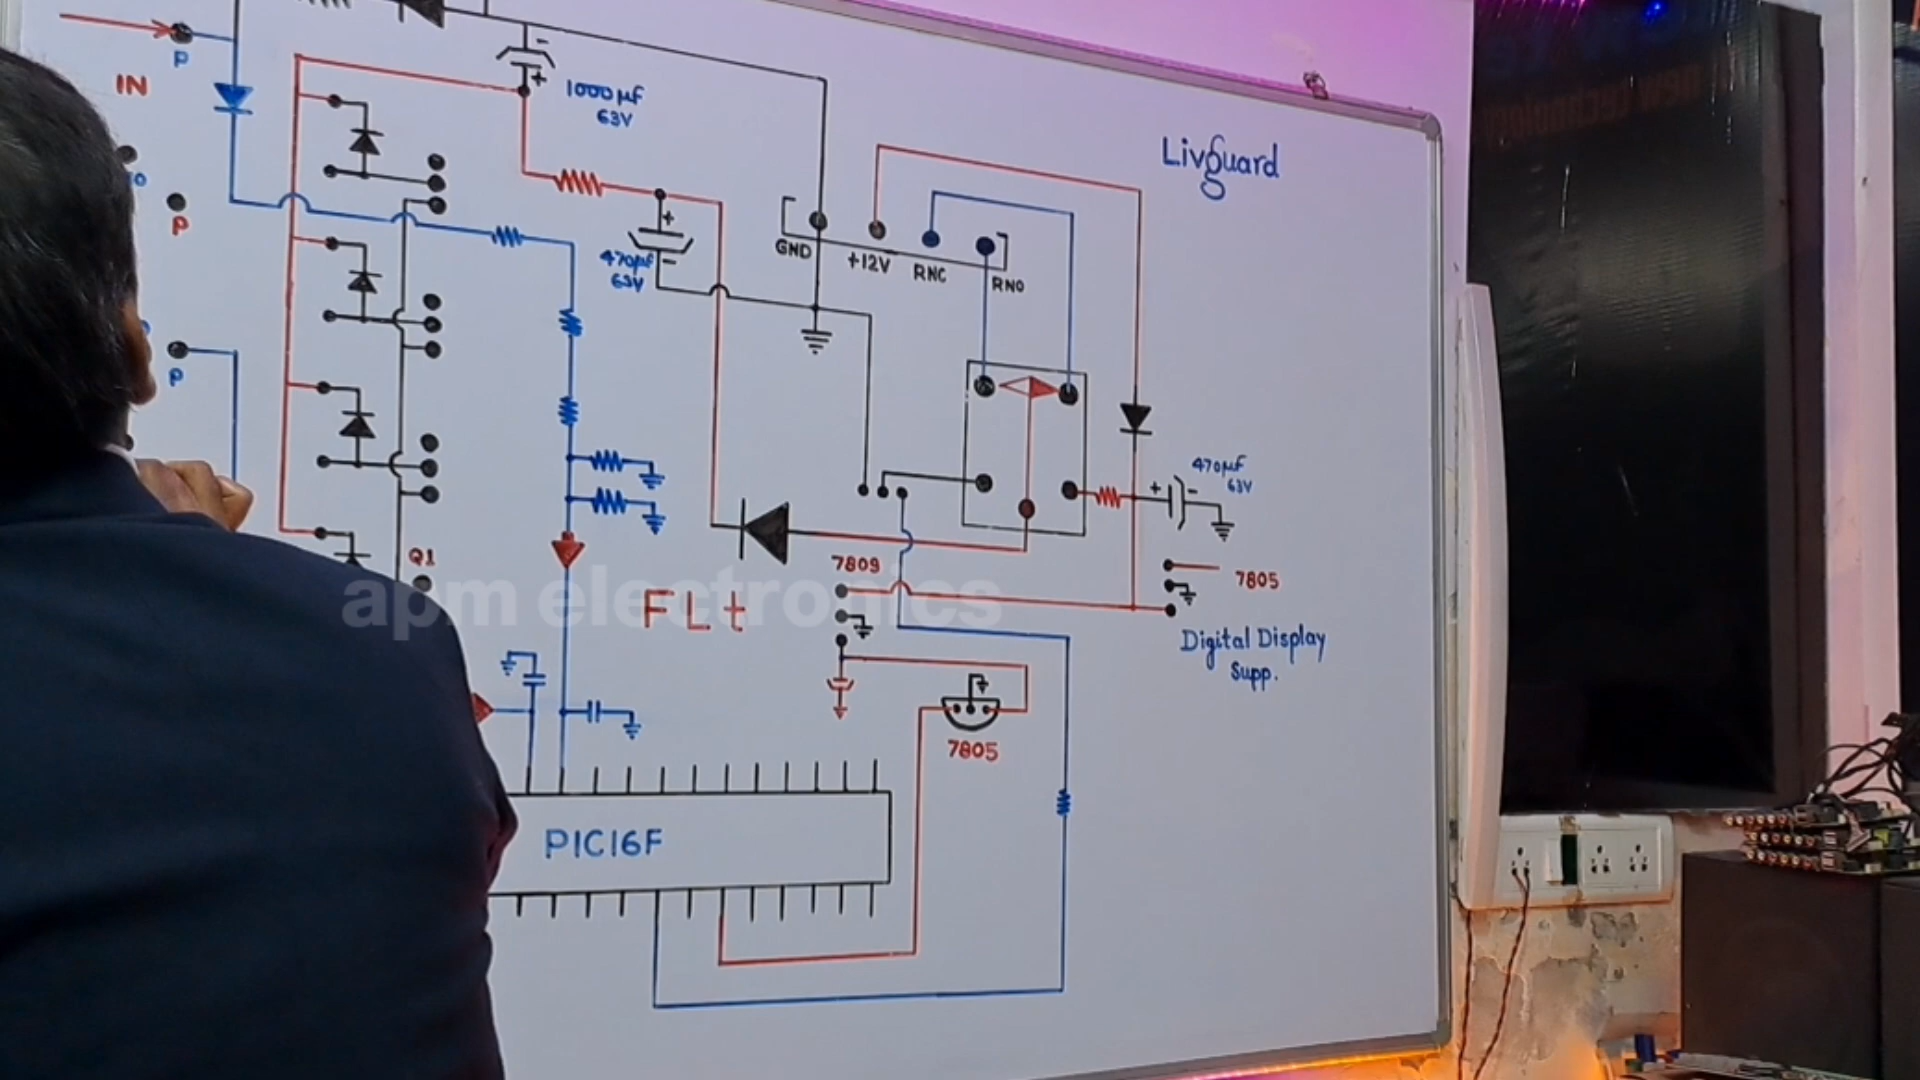 P
IN
P
P
1000µf
63V
Livguard
GND
+12V
RNC
RNO
470µf
63V
470µf
63V
Q1
7809
7805
FLt
apm electronics
Digital Display
Supp.
7805
PIC16F